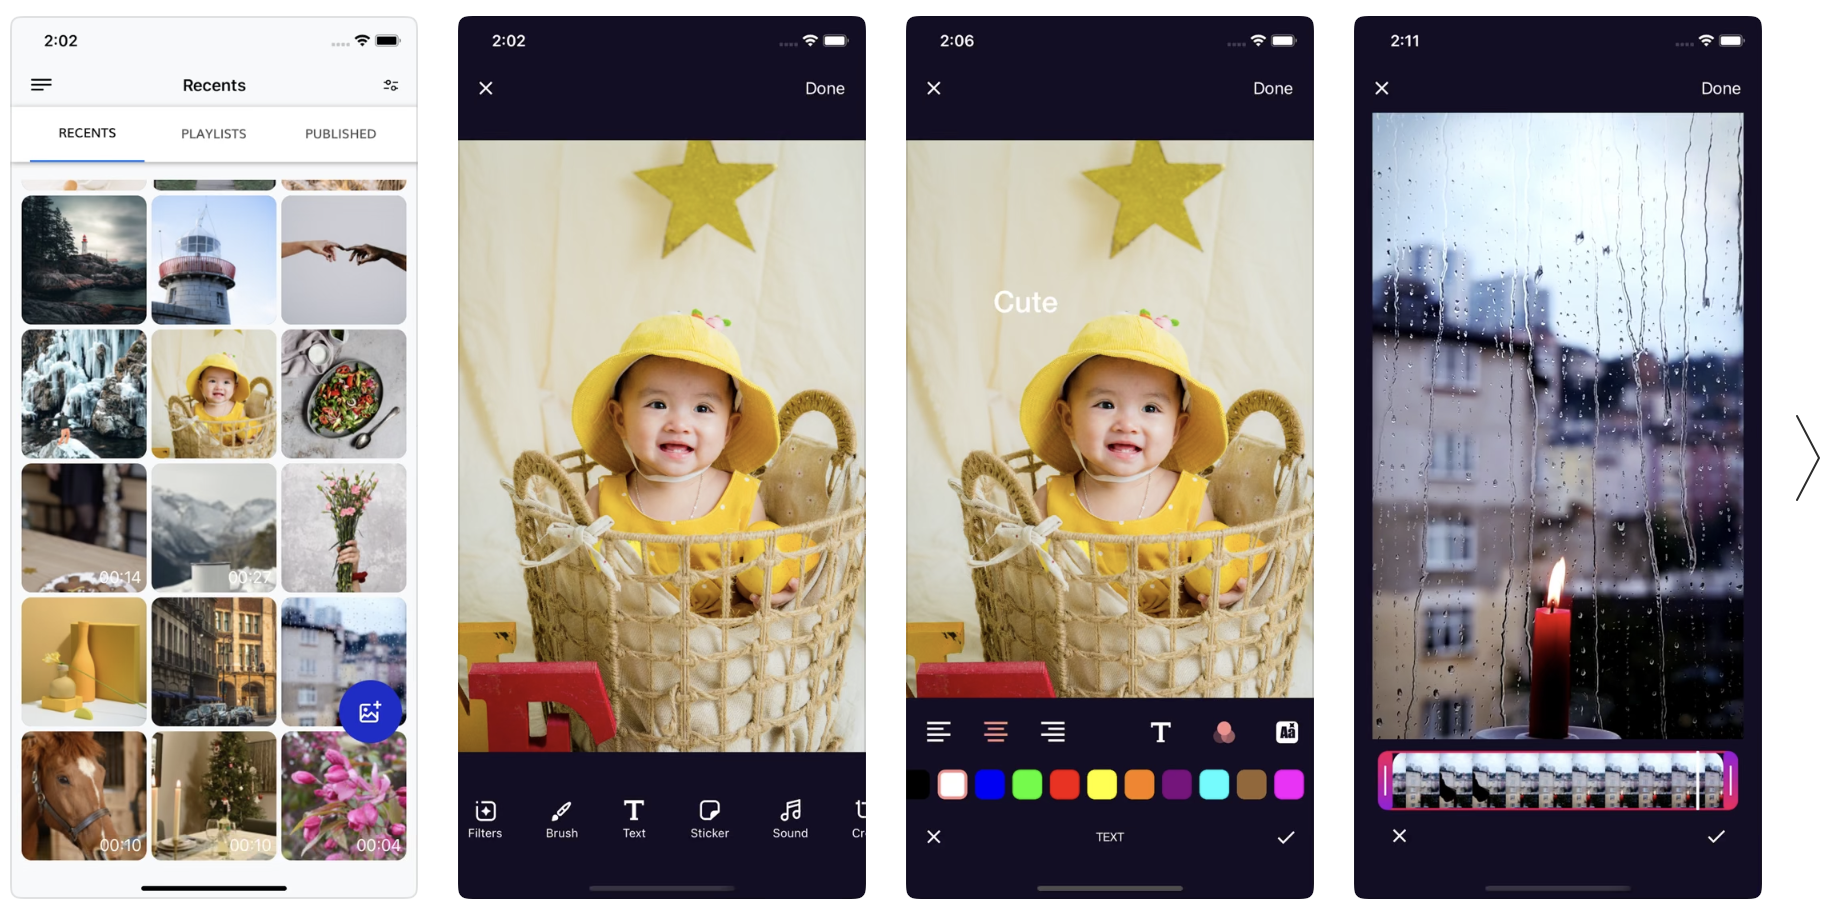 2:02
Recents
RECENTS PLAYLISTS PUBLISHED
00:14 00:27
00:10 00:10 00:04
2:02
Done
Filters Brush Text Sticker Sound Cr
2:06
Done
Cute
Aa
TEXT
2:11
Done